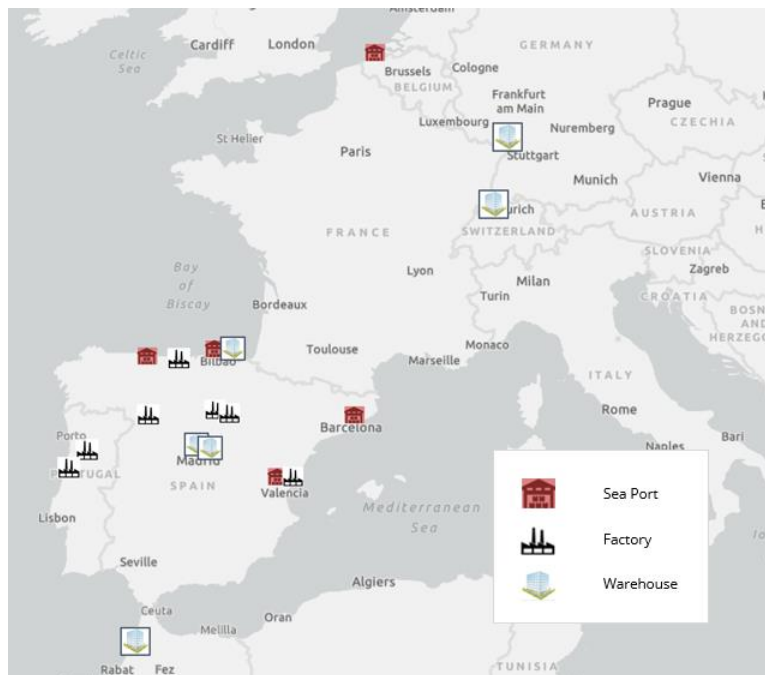 Amsterdam
Celtic
Sea
Cardiff
London
GERMANY
Brussels
BELGIUM
Cologne
Frankfurt
am Main
Prague
CZECHIA
Luxembourg
Nuremberg
St Helier
Paris
Stuttgart
Munich
Vienna
AUSTRIA
SWITZERLAND
FRANCE
SLOVENIA
Zagreb
CROATIA
BOSN
AND
HERZEGO
Bay
of
Biscay
Lyon
Milan
Turin
Bordeaux
Toulouse
Marseille
Monaco
ITALY
Bilbao
Barcelona
Rome
Bari
Naples
Porto
PORTUGAL
Madrid
SPAIN
Valencia
Mediterranean
Sea
Lisbon
Seville
Algiers
Ceuta
Melilla
Oran
Rabat
Fez
TUNISIA
Sea Port
Factory
Warehouse